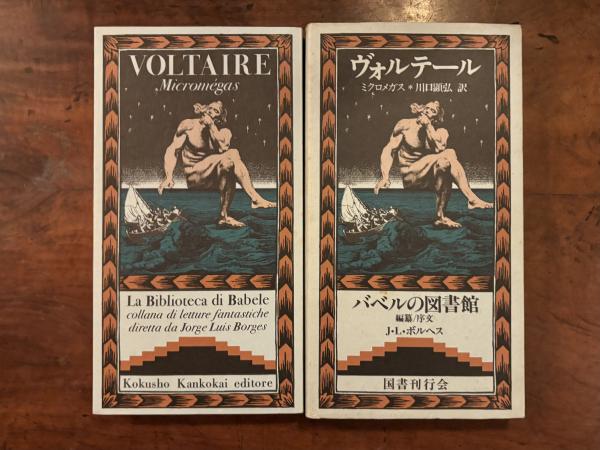 VOLTAIRE
Micromégas
La Biblioteca di Babele
collana di letture fantastiche
diretta da Jorge Luis Borges
Kokusho Kankokai editore
ヴォルテール
ミクロメガス＊川口顕弘 訳
バベルの図書館
編纂/序文
J・L・ボルヘス
国書刊行会